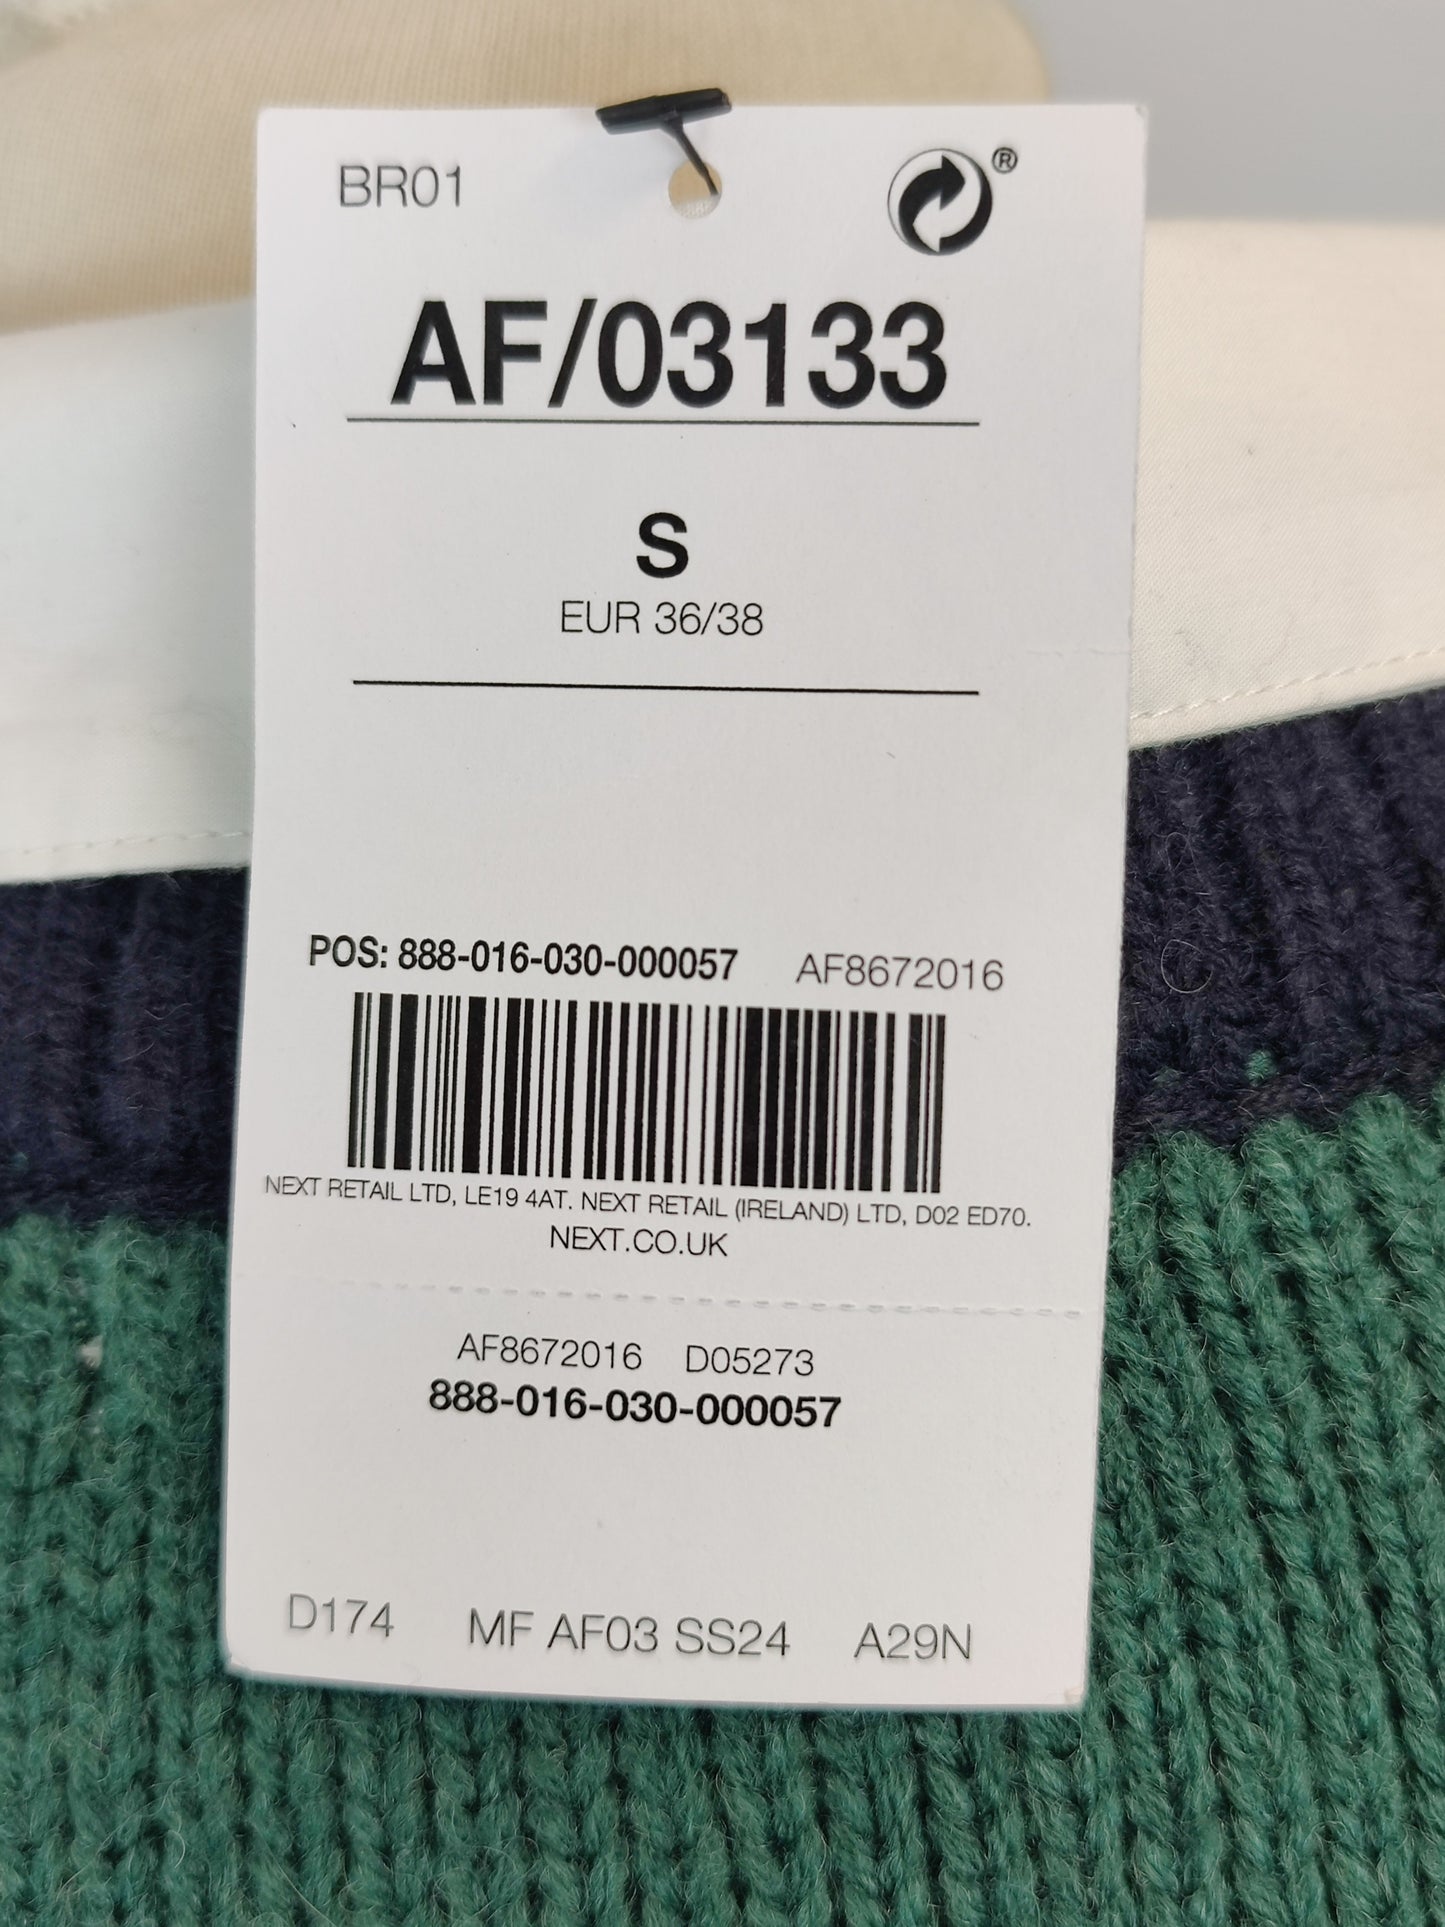 BR01
®
AF/03133
S
EUR 36/38
POS: 888-016-030-000057 AF8672016
NEXT RETAIL LTD, LE19 4AT. NEXT RETAIL (IRELAND) LTD, D02 ED70.
NEXT.CO.UK
AF8672016 D05273
888-016-030-000057
D174 MF AF03 SS24 A29N